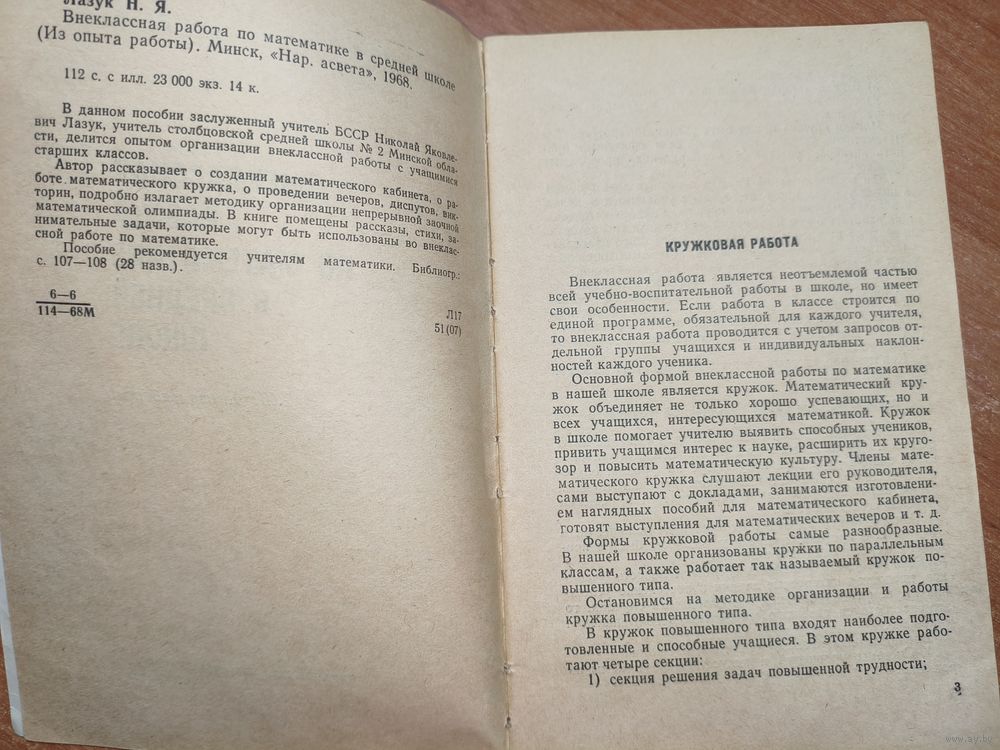 Лазук Н. Я.
Внеклассная работа по математике в средней школе
(Из опыта работы). Минск, «Нар. асвета», 1968.
112 с. с илл. 23 000 экз. 14 к.
В данном пособии заслуженный учитель БССР Николай Яковле-
вич Лазук, учитель столбцовской средней школы № 2 Минской обла-
сти, делится опытом организации внеклассной работы с учащимися
старших классов.
Автор рассказывает о создании математического кабинета, о ра-
боте математического кружка, о проведении вечеров, диспутов, вик-
торин, подробно излагает методику организации непрерывной заочной
математической олимпиады. В книге помещены рассказы, стихи, за-
нимательные задачи, которые могут быть использованы во внеклас-
сной работе по математике.
Пособие рекомендуется учителям математики. Библиогр.:
с. 107—108 (28 назв.).
6—6
114—68М
Л17
51(07)
КРУЖКОВАЯ РАБОТА
Внеклассная работа является неотъемлемой частью
всей учебно-воспитательной работы в школе, но имеет
свои особенности. Если работа в классе строится по
единой программе, обязательной для каждого учителя,
то внеклассная работа проводится с учетом запросов от-
дельной группы учащихся и индивидуальных наклон-
ностей каждого ученика.
Основной формой внеклассной работы по математике
в нашей школе является кружок. Математический кру-
жок объединяет не только хорошо успевающих, но и
всех учащихся, интересующихся математикой. Кружок
в школе помогает учителю выявить способных учеников,
привить учащимся интерес к науке, расширить их круго-
зор и повысить математическую культуру. Члены мате-
матического кружка слушают лекции его руководителя,
сами выступают с докладами, занимаются изготовлени-
ем наглядных пособий для математического кабинета,
готовят выступления для математических вечеров и т. д.
Формы кружковой работы самые разнообразные.
В нашей школе организованы кружки по параллельным
классам, а также работает так называемый кружок по-
вышенного типа.
Остановимся на методике организации и работы
кружка повышенного типа.
В кружок повышенного типа входят наиболее подго-
товленные и способные учащиеся. В этом кружке рабо-
тают четыре секции:
1) секция решения задач повышенной трудности;
3
www.ay.by